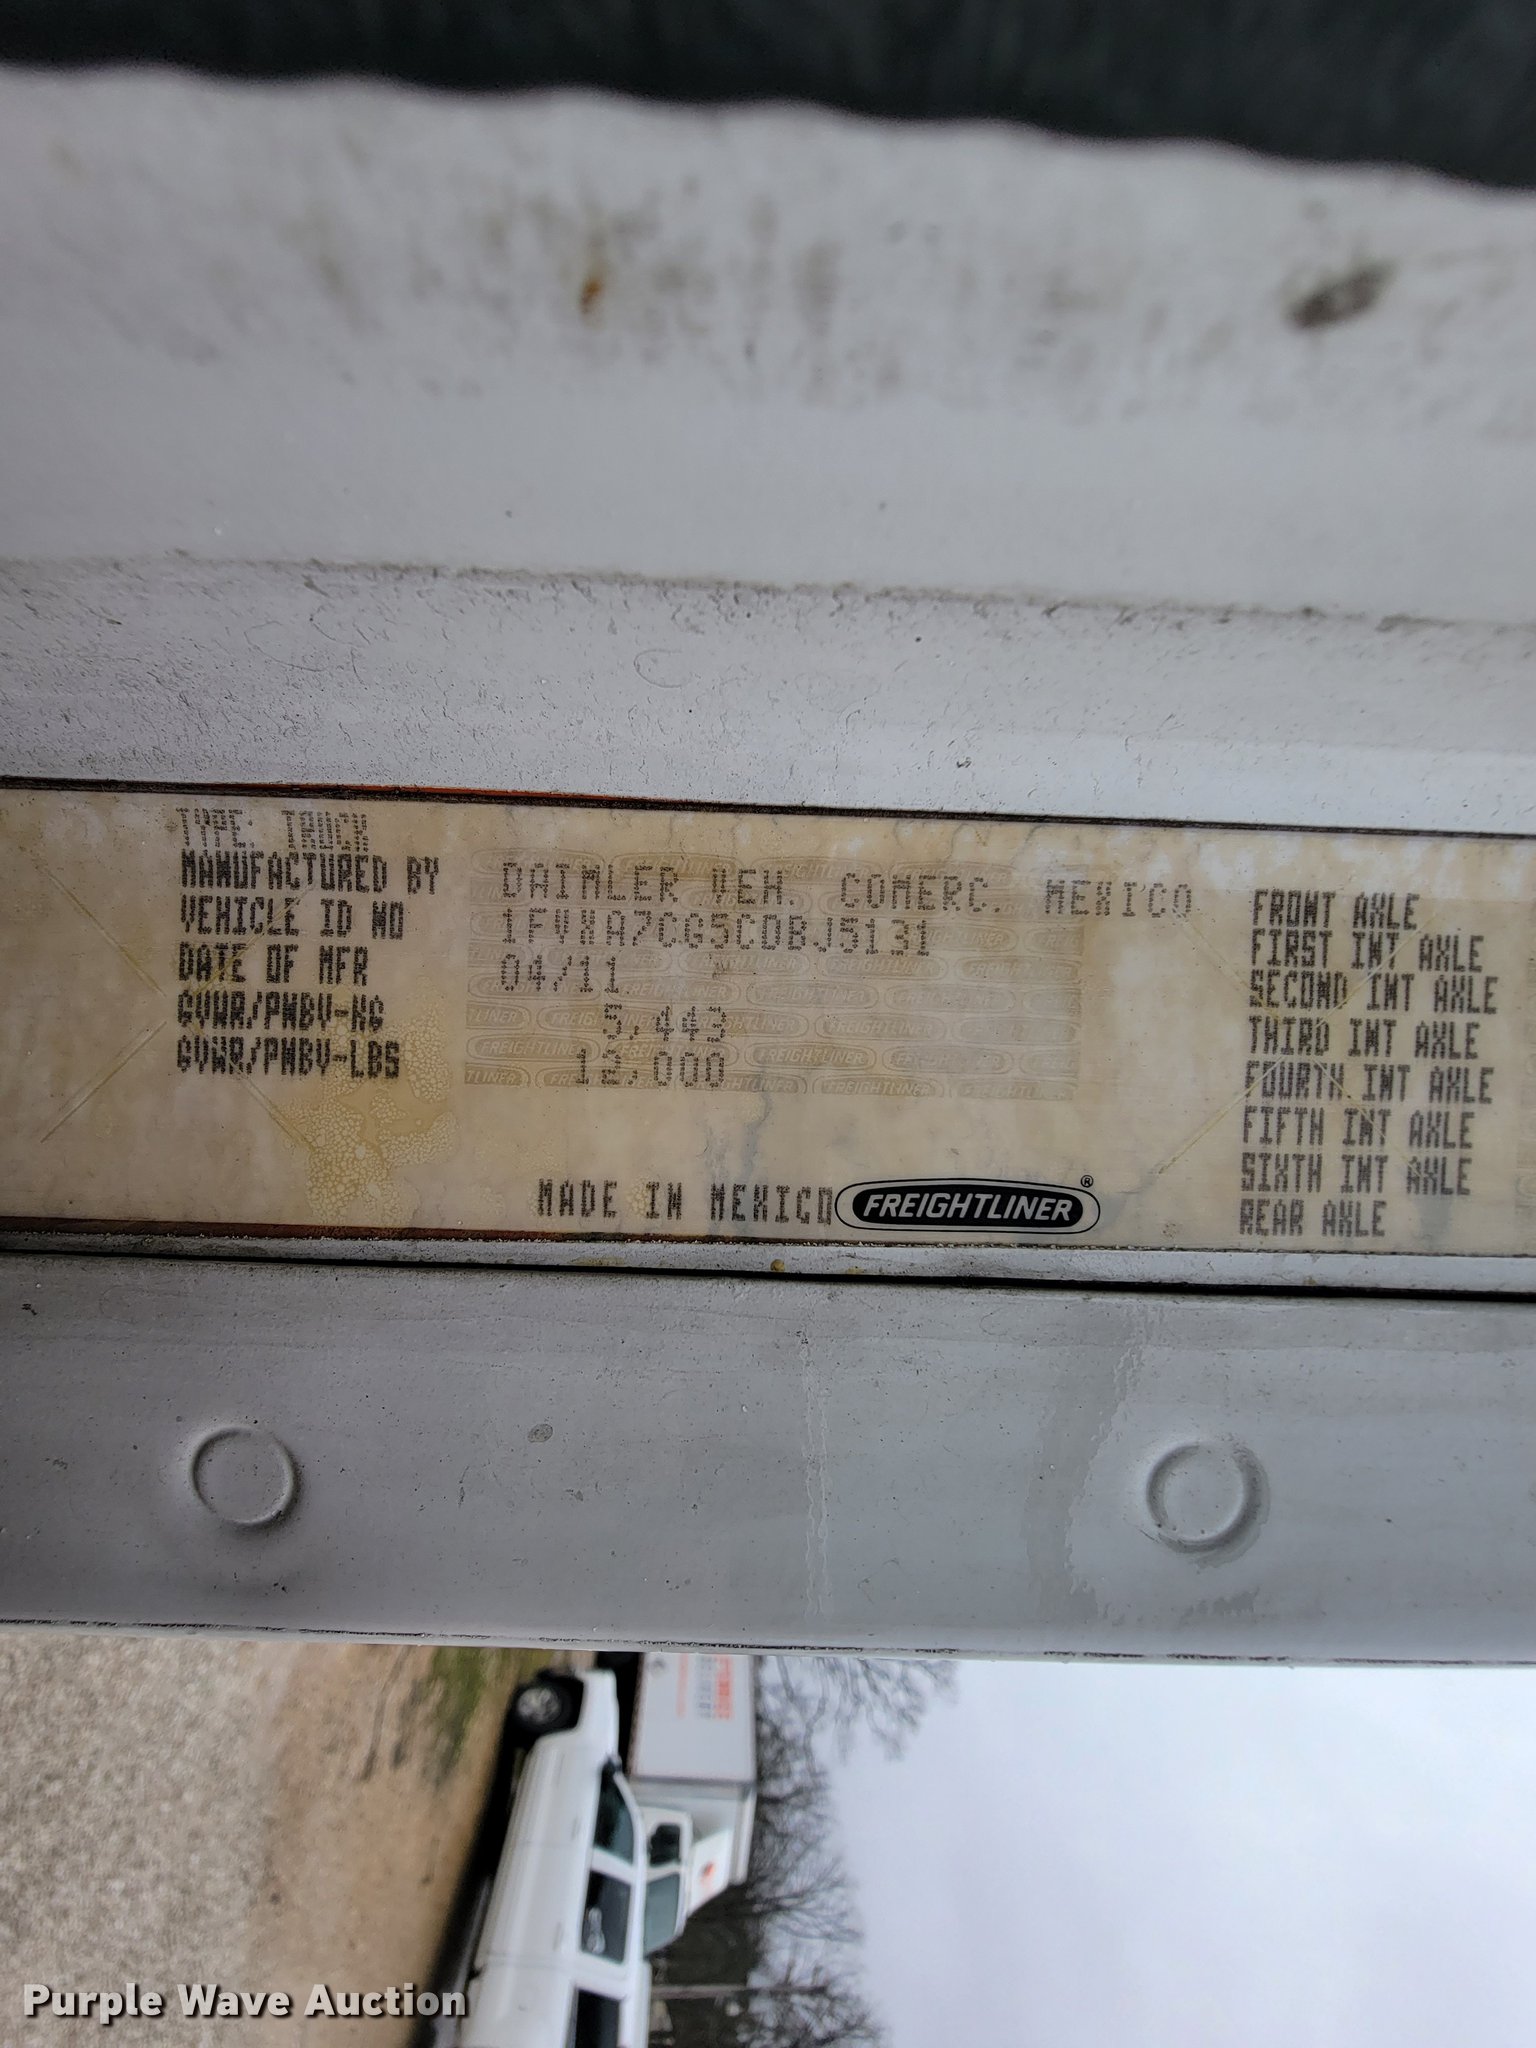 TYPE: TRUCK
MANUFACTURED BY DAIMLER VEH. COMERC. MEXICO
VEHICLE ID NO 1FVXA7CG5CDBJ5131
DATE OF MFR 04/11
GVWR/PNBV-KG 5,443
GVWR/PNBV-LBS 12,000
MADE IN MEXICO FREIGHTLINER®
FRONT AXLE
FIRST INT AXLE
SECOND INT AXLE
THIRD INT AXLE
FOURTH INT AXLE
FIFTH INT AXLE
SIXTH INT AXLE
REAR AXLE
Purple Wave Auction